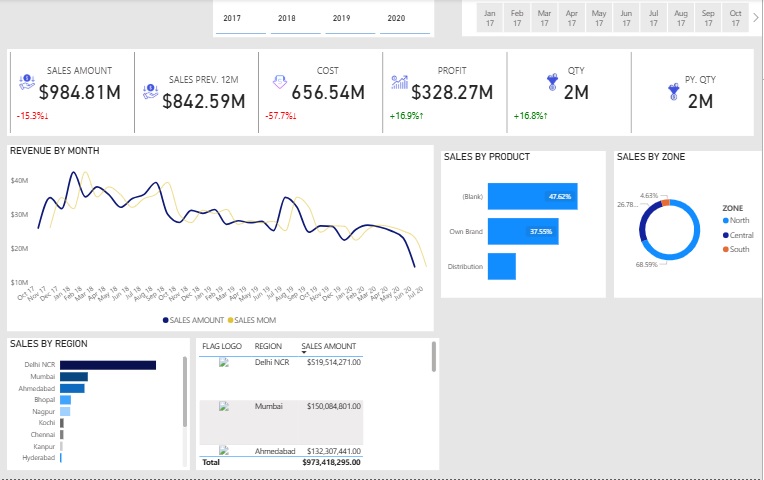 2017 2018 2019 2020
Jan 17 Feb 17 Mar 17 Apr 17 May 17 Jun 17 Jul 17 Aug 17 Sep 17 Oct 17
SALES AMOUNT
$984.81M
-15.3%↓
SALES PREV. 12M
$842.59M
COST
656.54M
-57.7%↓
PROFIT
$328.27M
+16.9%↑
QTY
2M
+16.8%↑
PY. QTY
2M
REVENUE BY MONTH
$40M
$30M
$20M
$10M
Oct 17 Nov 17 Dec 17 Jan 18 Feb 18 Mar 18 Apr 18 May 18 Jun 18 Jul 18 Aug 18 Sep 18 Oct 18 Nov 18 Dec 18 Jan 19 Feb 19 Mar 19 Apr 19 May 19 Jun 19 Jul 19 Aug 19 Sep 19 Oct 19 Nov 19 Dec 19 Jan 20 Feb 20 Mar 20 Apr 20 May 20 Jun 20 Jul 20
SALES AMOUNT SALES MOM
SALES BY PRODUCT
(Blank) 47.62%
Own Brand 37.55%
Distribution
SALES BY ZONE
4.63%
26.78...
68.59%
ZONE
North
Central
South
SALES BY REGION
Delhi NCR
Mumbai
Ahmedabad
Bhopal
Nagpur
Kochi
Chennai
Kanpur
Hyderabad
FLAG LOGO REGION SALES AMOUNT
Delhi NCR $519,514,271.00
Mumbai $150,084,801.00
Ahmedabad $132,307,441.00
Total $973,418,295.00